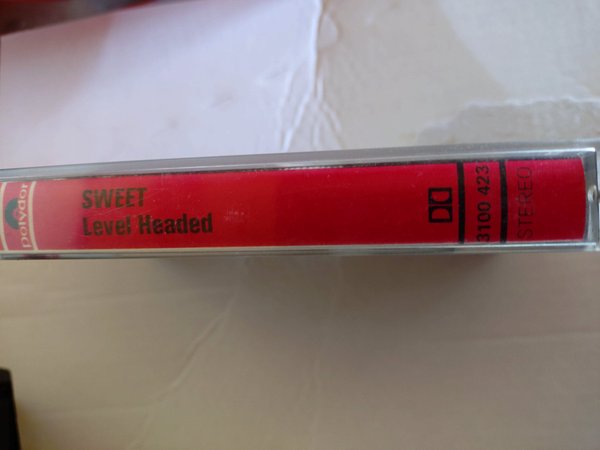 polydor
SWEET
Level Headed
3100 423
STEREO